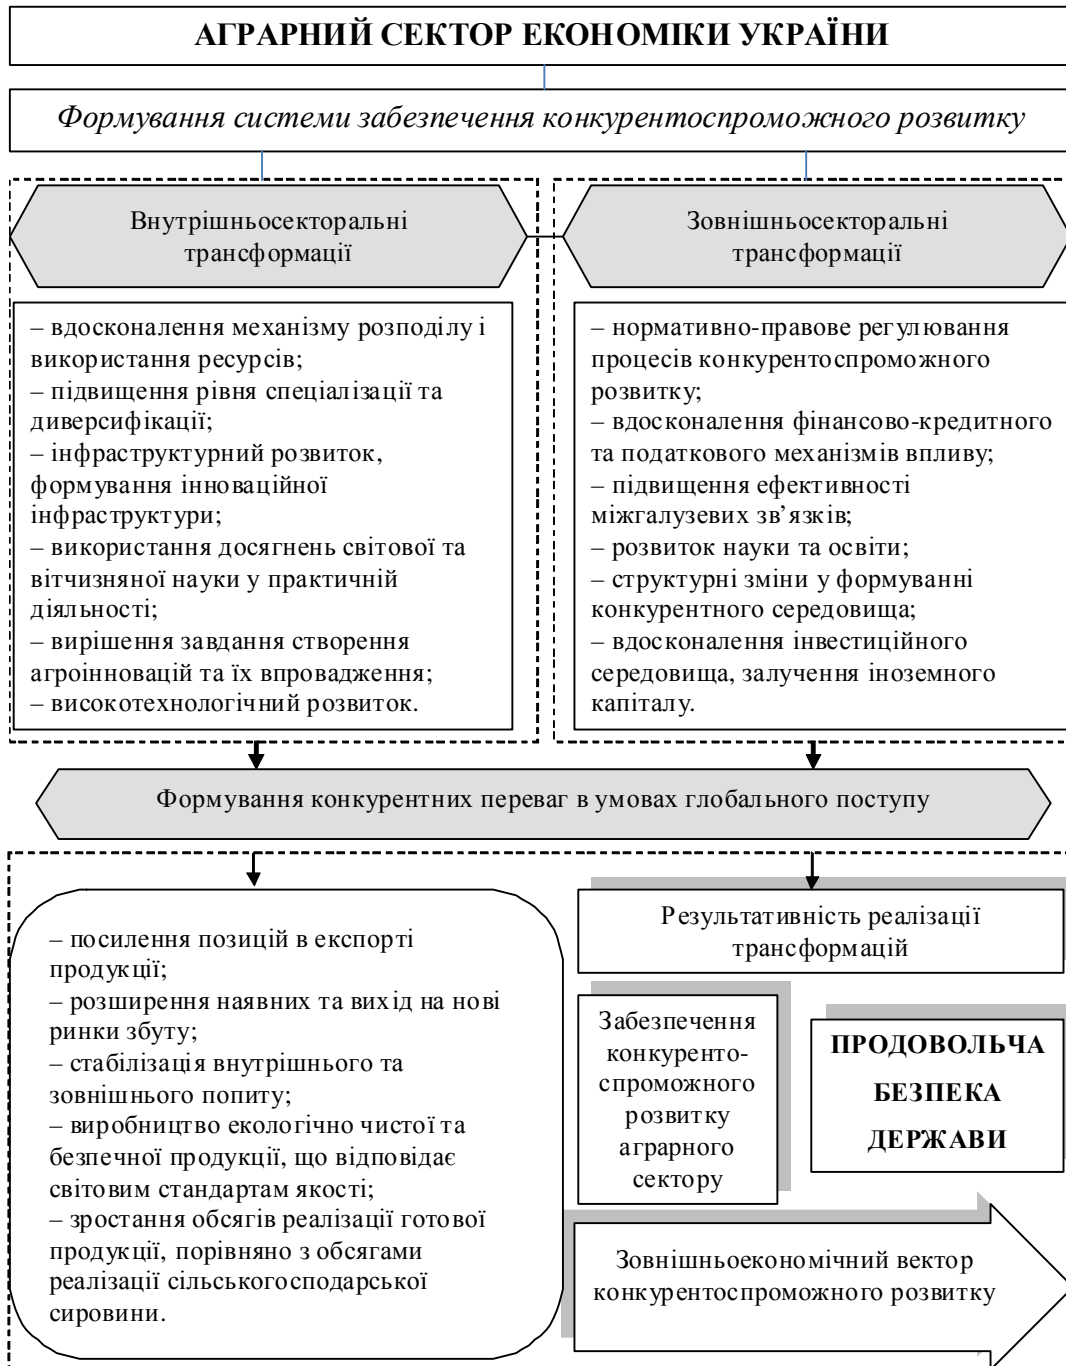 АГРАРНИЙ СЕКТОР ЕКОНОМІКИ УКРАЇНИ
Формування системи забезпечення конкурентоспроможного розвитку
Внутрішньосекторальні
трансформації
Зовнішньосекторальні
трансформації
– вдосконалення механізму розподілу і
використання ресурсів;
– підвищення рівня спеціалізації та
диверсифікації;
– інфраструктурний розвиток,
формування інноваційної
інфраструктури;
– використання досягнень світової та
вітчизняної науки у практичній
діяльності;
– вирішення завдання створення
агроінновацій та їх впровадження;
– високотехнологічний розвиток.
– нормативно-правове регулювання
процесів конкурентоспроможного
розвитку;
– вдосконалення фінансово-кредитного
та податкового механізмів впливу;
– підвищення ефективності
міжгалузевих зв’язків;
– розвиток науки та освіти;
– структурні зміни у формуванні
конкурентного середовища;
– вдосконалення інвестиційного
середовища, залучення іноземного
капіталу.
Формування конкурентних переваг в умовах глобального поступу
– посилення позицій в експорті
продукції;
– розширення наявних та вихід на нові
ринки збуту;
– стабілізація внутрішнього та
зовнішнього попиту;
– виробництво екологічно чистої та
безпечної продукції, що відповідає
світовим стандартам якості;
– зростання обсягів реалізації готової
продукції, порівняно з обсягами
реалізації сільськогосподарської
сировини.
Результативність реалізації
трансформацій
Забезпечення
конкуренто-
спроможного
розвитку
аграрного
сектору
ПРОДОВОЛЬЧА
БЕЗПЕКА
ДЕРЖАВИ
Зовнішньоекономічний вектор
конкурентоспроможного розвитку